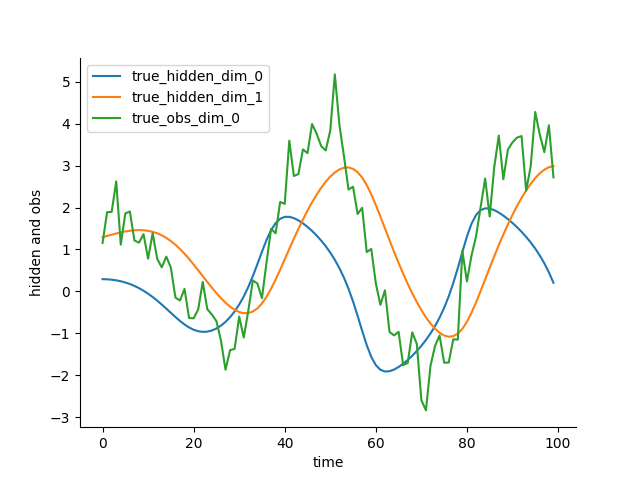 true_hidden_dim_0
true_hidden_dim_1
true_obs_dim_0
hidden and obs
5
4
3
2
1
0
−1
−2
−3
0 20 40 60 80 100
time